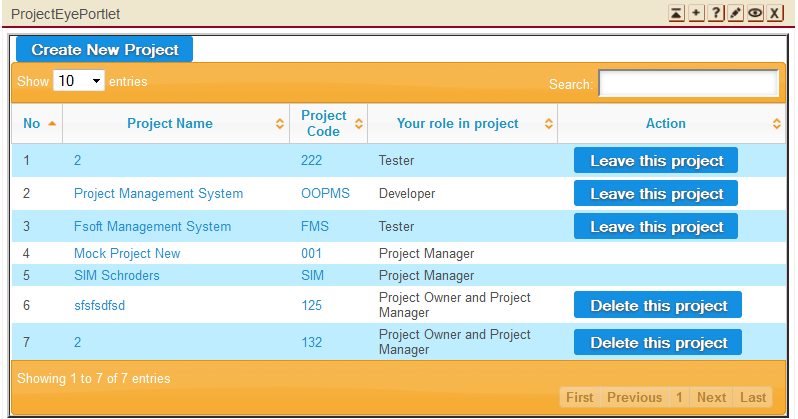 ProjectEyePortlet
Create New Project
Show 10 entries Search:
No Project Name Project Code Your role in project Action
1 2 222 Tester Leave this project
2 Project Management System OOPMS Developer Leave this project
3 Fsoft Management System FMS Tester Leave this project
4 Mock Project New 001 Project Manager
5 SIM Schroders SIM Project Manager
6 sfsfsdfsd 125 Project Owner and Project Manager Delete this project
7 2 132 Project Owner and Project Manager Delete this project
Showing 1 to 7 of 7 entries
First Previous 1 Next Last